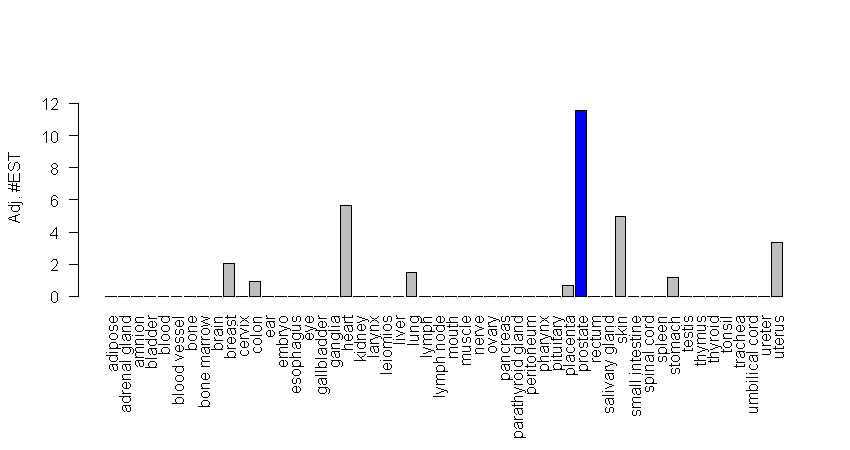 Adj. #EST
12
10
8
6
4
2
0
adipose
adrenal gland
amnion
bladder
blood
blood vessel
bone
bone marrow
brain
breast
cervix
colon
ear
embryo
esophagus
eye
gallbladder
ganglia
heart
kidney
larynx
leiomios
liver
lung
lymph
lymph node
mouth
muscle
nerve
ovary
pancreas
parathyroid gland
peritoneum
pharynx
pituitary
placenta
prostate
rectum
salivary gland
skin
small intestine
spinal cord
spleen
stomach
testis
thymus
thyroid
tonsil
trachea
umbilical cord
ureter
uterus